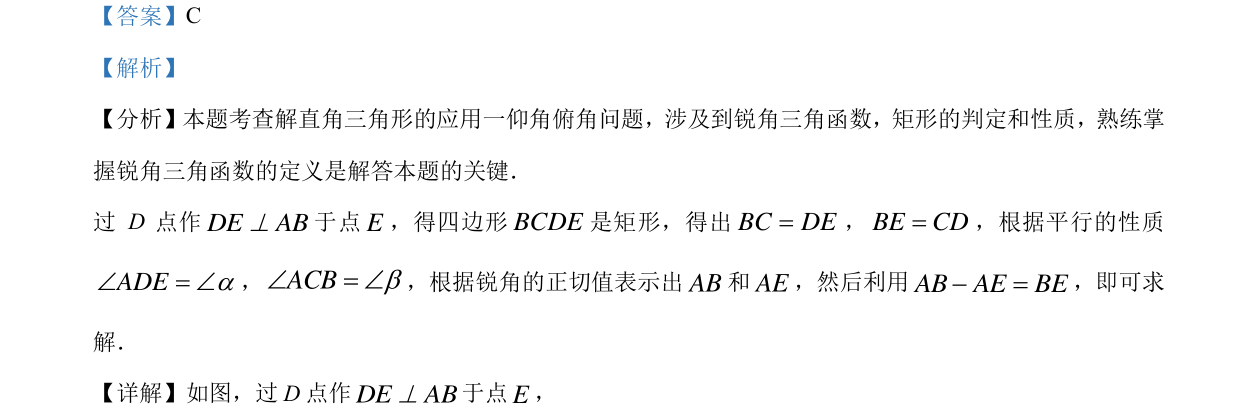 【答案】C
【解析】
【分析】本题考查解直角三角形的应用一仰角俯角问题，涉及到锐角三角函数，矩形的判定和性质，熟练掌
握锐角三角函数的定义是解答本题的关键．
过 D 点作 DE ⊥ AB 于点 E ，得四边形 BCDE 是矩形，得出 BC = DE ， BE = CD ，根据平行的性质
∠ADE = ∠α ， ∠ACB = ∠β ，根据锐角的正切值表示出 AB 和 AE ，然后利用 AB − AE = BE ，即可求
解．
【详解】如图，过 D 点作 DE ⊥ AB 于点 E ，